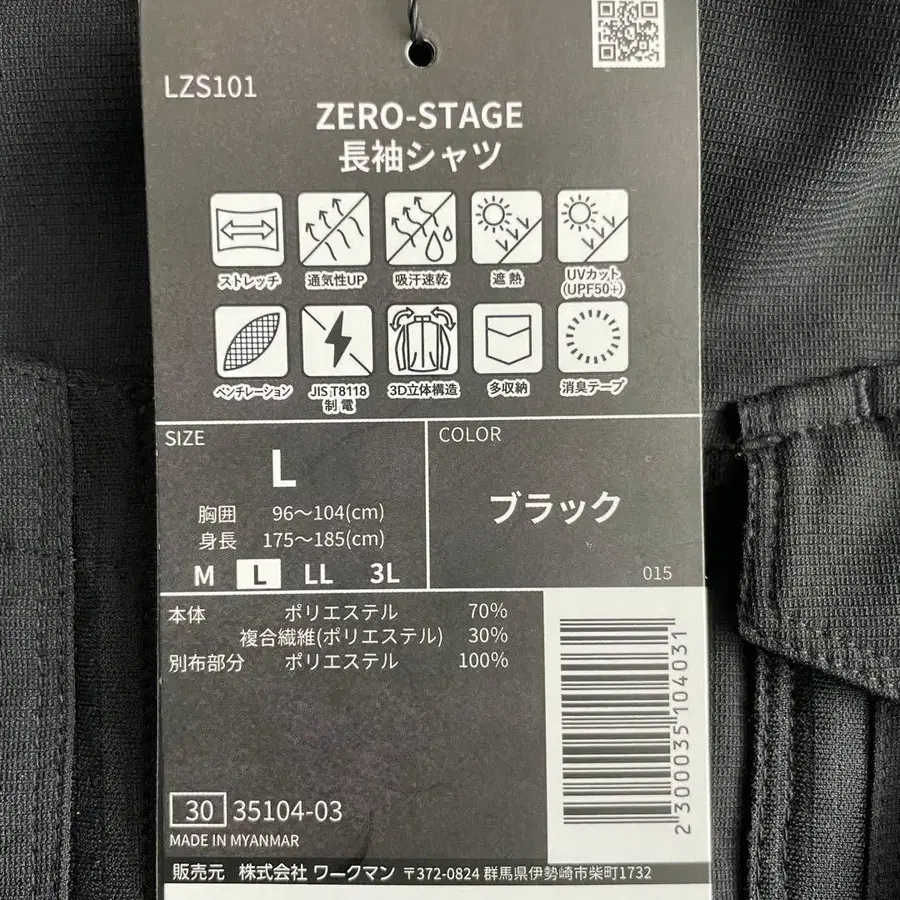 LZS101
ZERO-STAGE
長袖シャツ
ストレッチ 通気性UP 吸汗速乾 遮熱 UVカット
(UPF50+)
ベンチレーション JIS T8118 3D立体構造 多収納 消臭テープ
制電
SIZE
L
胸囲 96〜104(cm)
身長 175〜185(cm)
M L LL 3L
COLOR
ブラック
015
本体 ポリエステル 70%
複合繊維(ポリエステル) 30%
別布部分 ポリエステル 100%
2300035104031
30 35104-03
MADE IN MYANMAR
販売元 株式会社 ワークマン 〒372-0824 群馬県伊勢崎市柴町1732